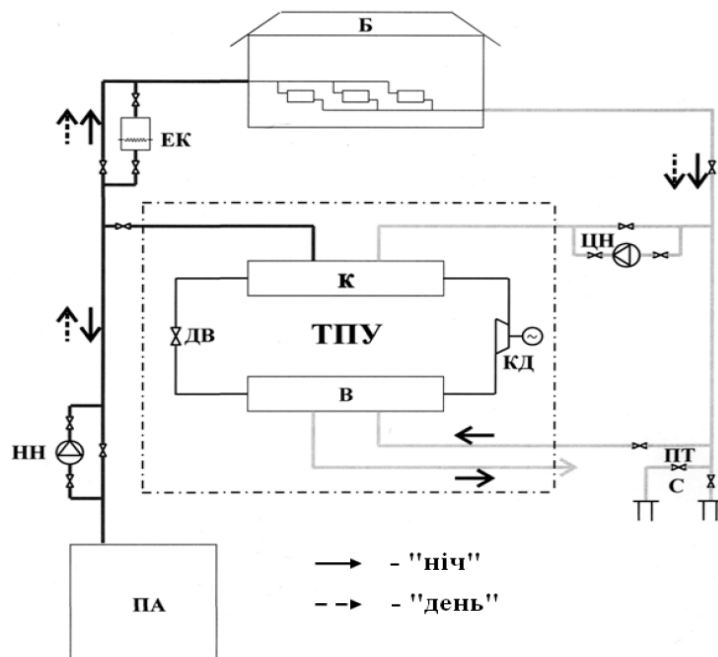 Б
ЕК
ЦН
К
ДВ
ТПУ
КД
В
НН
ПТ
С
ПА
- "ніч"
- "день"